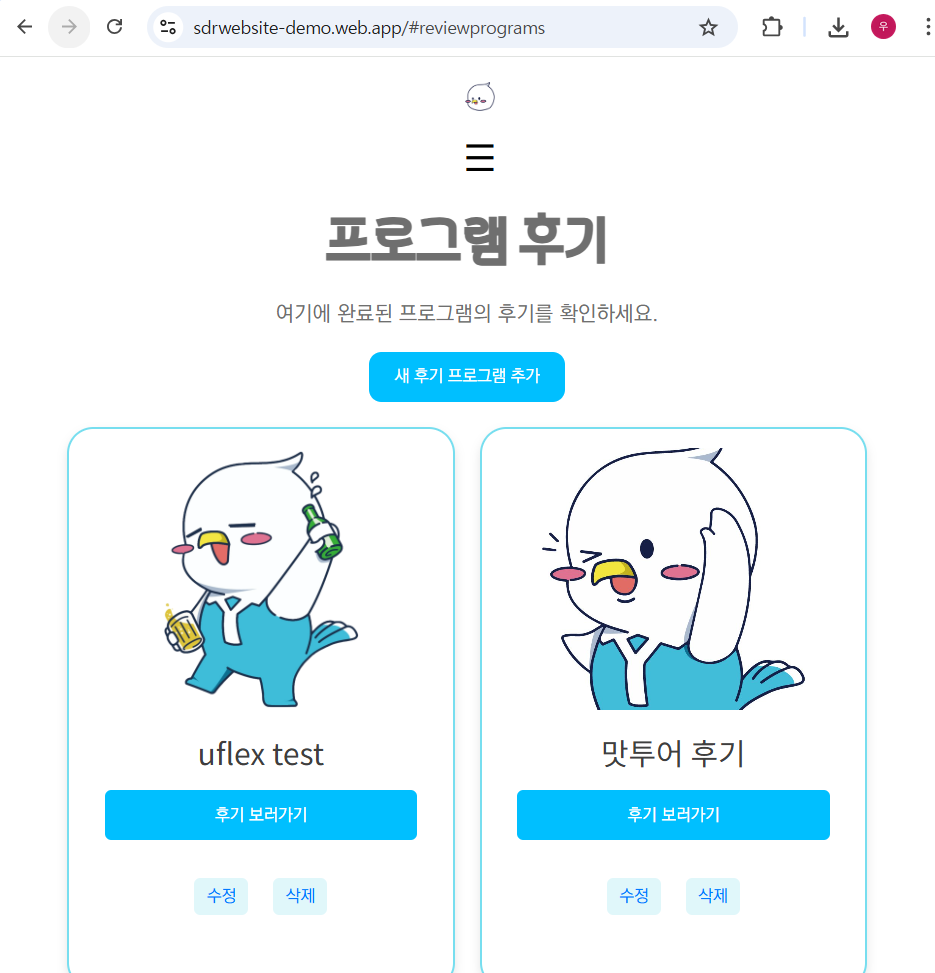 sdrwebsite-demo.web.app/#reviewprograms
우
프로그램 후기
여기에 완료된 프로그램의 후기를 확인하세요.
새 후기 프로그램 추가
uflex test
맛투어 후기
후기 보러가기
후기 보러가기
수정
삭제
수정
삭제